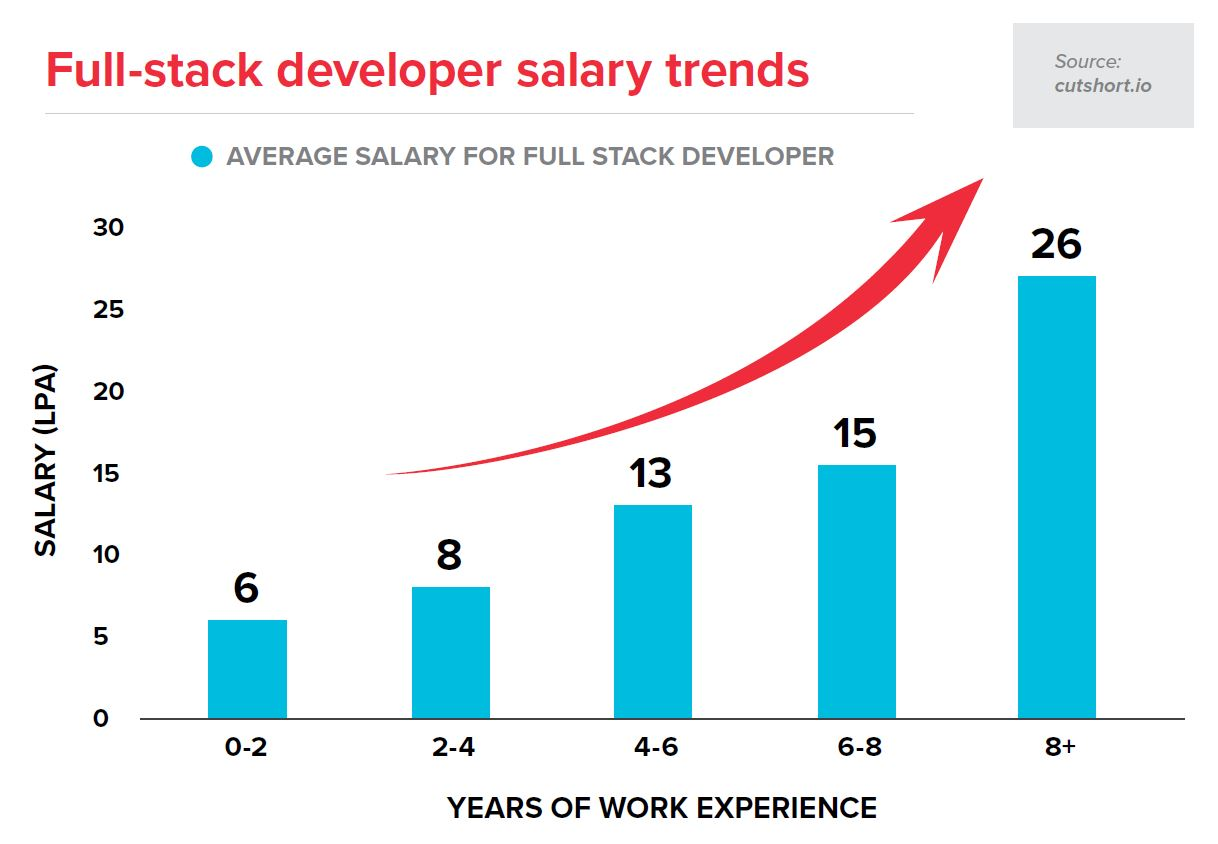 Full-stack developer salary trends
Source:
cutshort.io
AVERAGE SALARY FOR FULL STACK DEVELOPER
SALARY (LPA)
30
25
20
15
10
5
0
6
8
13
15
26
0-2
2-4
4-6
6-8
8+
YEARS OF WORK EXPERIENCE